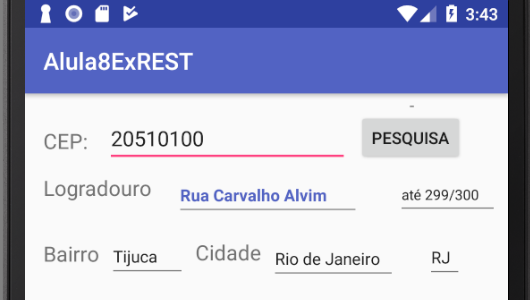 3:43
Alula8ExREST
-
CEP: 20510100 PESQUISA
Logradouro Rua Carvalho Alvim até 299/300
Bairro Tijuca Cidade Rio de Janeiro RJ